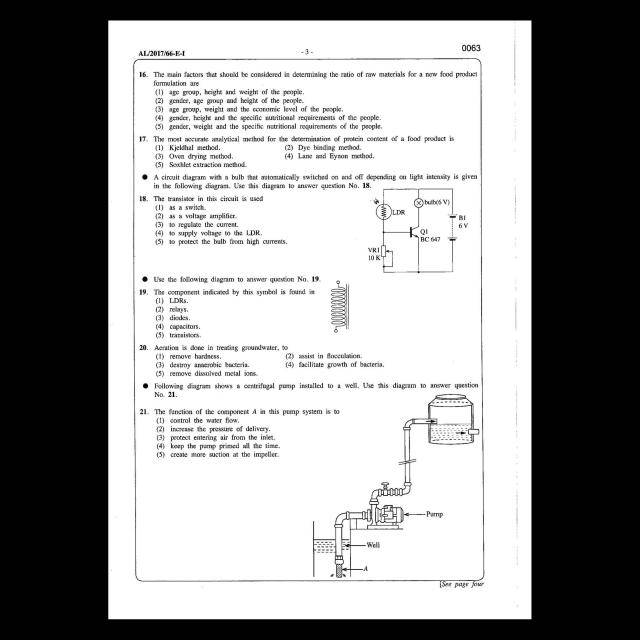 AL/2017/66-E-I
- 3 -
0063
16. The main factors that should be considered in determining the ratio of raw materials for a new food product
formulation are
(1) age group, height and weight of the people.
(2) gender, age group and height of the people.
(3) age group, weight and the economic level of the people.
(4) gender, height and the specific nutritional requirements of the people.
(5) gender, weight and the specific nutritional requirements of the people.
17. The most accurate analytical method for the determination of protein content of a food product is
(1) Kjeldhal method. (2) Dye binding method.
(3) Oven drying method. (4) Lane and Eynon method.
(5) Soxhlet extraction method.
● A circuit diagram with a bulb that automatically switched on and off depending on light intensity is given
in the following diagram. Use this diagram to answer question No. 18.
18. The transistor in this circuit is used
(1) as a switch.
(2) as a voltage amplifier.
(3) to regulate the current.
(4) to supply voltage to the LDR.
(5) to protect the bulb from high currents.
bulb(6 V)
LDR
B1
6 V
Q1
BC 647
VR1
10 K
● Use the following diagram to answer question No. 19.
19. The component indicated by this symbol is found in
(1) LDRs.
(2) relays.
(3) diodes.
(4) capacitors.
(5) transistors.
20. Aeration is done in treating groundwater, to
(1) remove hardness. (2) assist in flocculation.
(3) destroy anaerobic bacteria. (4) facilitate growth of bacteria.
(5) remove dissolved metal ions.
● Following diagram shows a centrifugal pump installed to a well. Use this diagram to answer question
No. 21.
21. The function of the component A in this pump system is to
(1) control the water flow.
(2) increase the pressure of delivery.
(3) protect entering air from the inlet.
(4) keep the pump primed all the time.
(5) create more suction at the impeller.
Pump
Well
A
[See page four